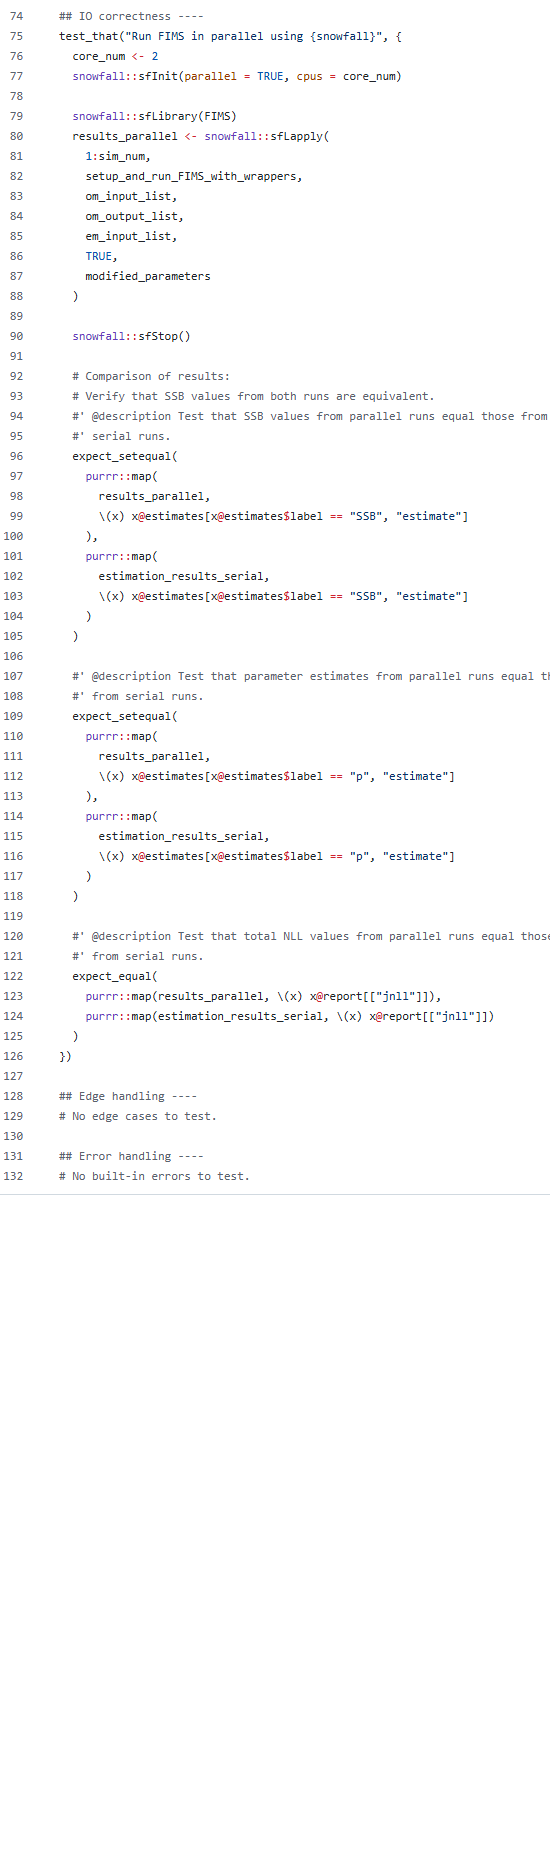 74 ## IO correctness ----
75 test_that("Run FIMS in parallel using {snowfall}", {
76 core_num <- 2
77 snowfall::sfInit(parallel = TRUE, cpus = core_num)
78
79 snowfall::sfLibrary(FIMS)
80 results_parallel <- snowfall::sfLapply(
81 1:sim_num,
82 setup_and_run_FIMS_with_wrappers,
83 om_input_list,
84 om_output_list,
85 em_input_list,
86 TRUE,
87 modified_parameters
88 )
89
90 snowfall::sfStop()
91
92 # Comparison of results:
93 # Verify that SSB values from both runs are equivalent.
94 #' @description Test that SSB values from parallel runs equal those from
95 #' serial runs.
96 expect_setequal(
97 purrr::map(
98 results_parallel,
99 \(x) x@estimates[x@estimates$label == "SSB", "estimate"]
100 ),
101 purrr::map(
102 estimation_results_serial,
103 \(x) x@estimates[x@estimates$label == "SSB", "estimate"]
104 )
105 )
106
107 #' @description Test that parameter estimates from parallel runs equal
108 #' from serial runs.
109 expect_setequal(
110 purrr::map(
111 results_parallel,
112 \(x) x@estimates[x@estimates$label == "p", "estimate"]
113 ),
114 purrr::map(
115 estimation_results_serial,
116 \(x) x@estimates[x@estimates$label == "p", "estimate"]
117 )
118 )
119
120 #' @description Test that total NLL values from parallel runs equal those
121 #' from serial runs.
122 expect_equal(
123 purrr::map(results_parallel, \(x) x@report[["jnll"]]),
124 purrr::map(estimation_results_serial, \(x) x@report[["jnll"]])
125 )
126 })
127
128 ## Edge handling ----
129 # No edge cases to test.
130
131 ## Error handling ----
132 # No built-in errors to test.